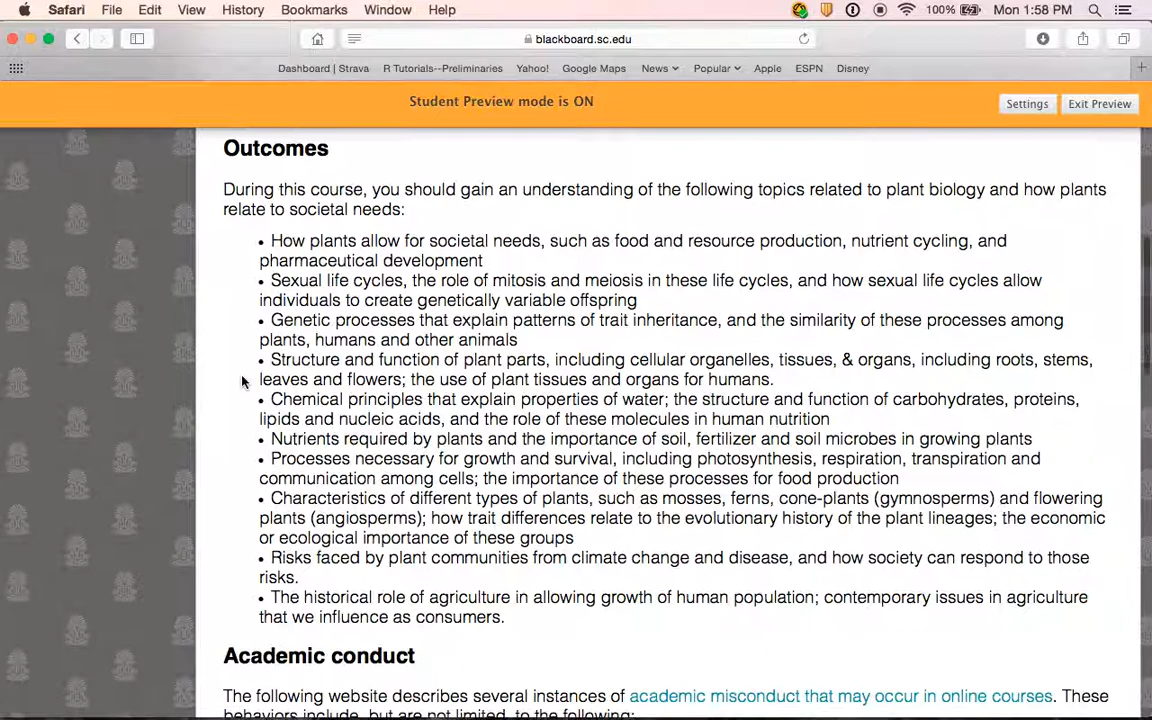 Safari File Edit View History Bookmarks Window Help 100% Mon 1:58 PM
blackboard.sc.edu
Dashboard | Strava R Tutorials--Preliminaries Yahoo! Google Maps News Popular Apple ESPN Disney
Student Preview mode is ON
Settings Exit Preview
Outcomes
During this course, you should gain an understanding of the following topics related to plant biology and how plants
relate to societal needs:
• How plants allow for societal needs, such as food and resource production, nutrient cycling, and
pharmaceutical development
• Sexual life cycles, the role of mitosis and meiosis in these life cycles, and how sexual life cycles allow
individuals to create genetically variable offspring
• Genetic processes that explain patterns of trait inheritance, and the similarity of these processes among
plants, humans and other animals
• Structure and function of plant parts, including cellular organelles, tissues, & organs, including roots, stems,
leaves and flowers; the use of plant tissues and organs for humans.
• Chemical principles that explain properties of water; the structure and function of carbohydrates, proteins,
lipids and nucleic acids, and the role of these molecules in human nutrition
• Nutrients required by plants and the importance of soil, fertilizer and soil microbes in growing plants
• Processes necessary for growth and survival, including photosynthesis, respiration, transpiration and
communication among cells; the importance of these processes for food production
• Characteristics of different types of plants, such as mosses, ferns, cone-plants (gymnosperms) and flowering
plants (angiosperms); how trait differences relate to the evolutionary history of the plant lineages; the economic
or ecological importance of these groups
• Risks faced by plant communities from climate change and disease, and how society can respond to those
risks.
• The historical role of agriculture in allowing growth of human population; contemporary issues in agriculture
that we influence as consumers.
Academic conduct
The following website describes several instances of academic misconduct that may occur in online courses. These
behaviors include, but are not limited, to the following: